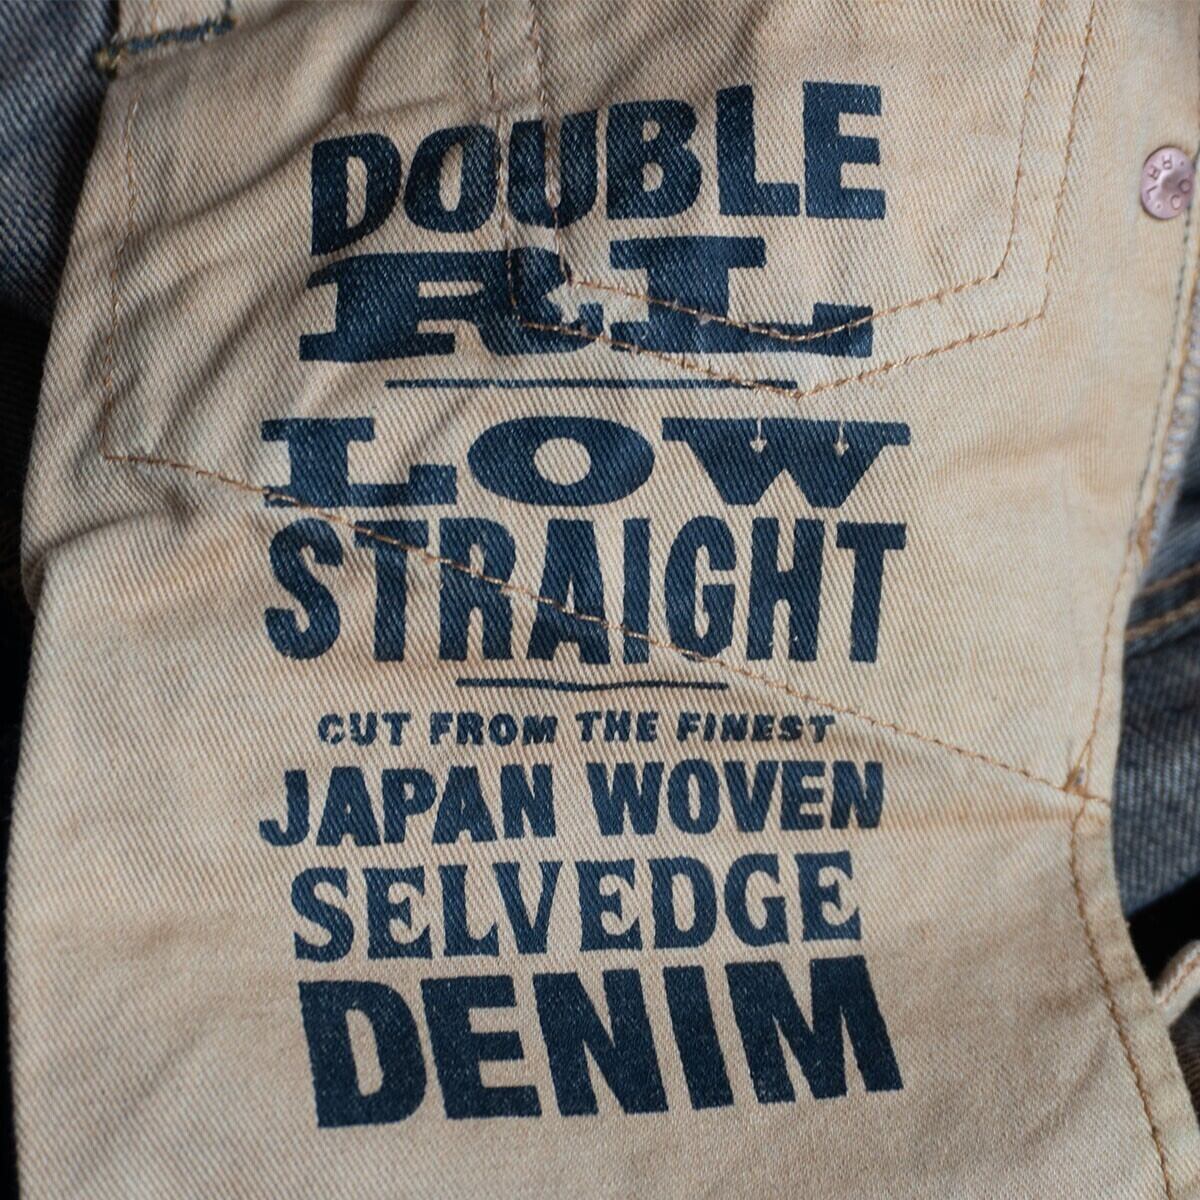 DOUBLE
RL
LOW
STRAIGHT
CUT FROM THE FINEST
JAPAN WOVEN
SELVEDGE
DENIM